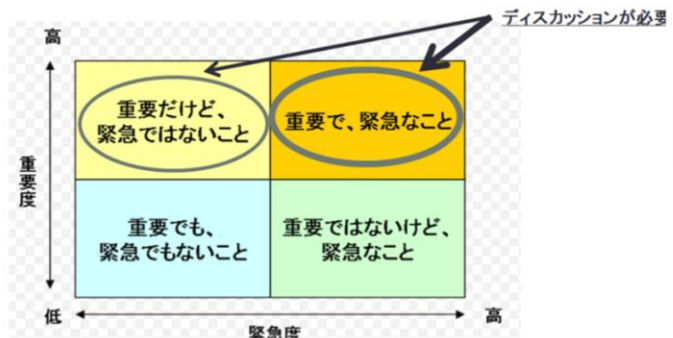 ディスカッションが必要
高
重要だけど、
緊急ではないこと
重要で、緊急なこと
重要度
重要でも、
緊急でもないこと
重要ではないけど、
緊急なこと
低
高
緊急度